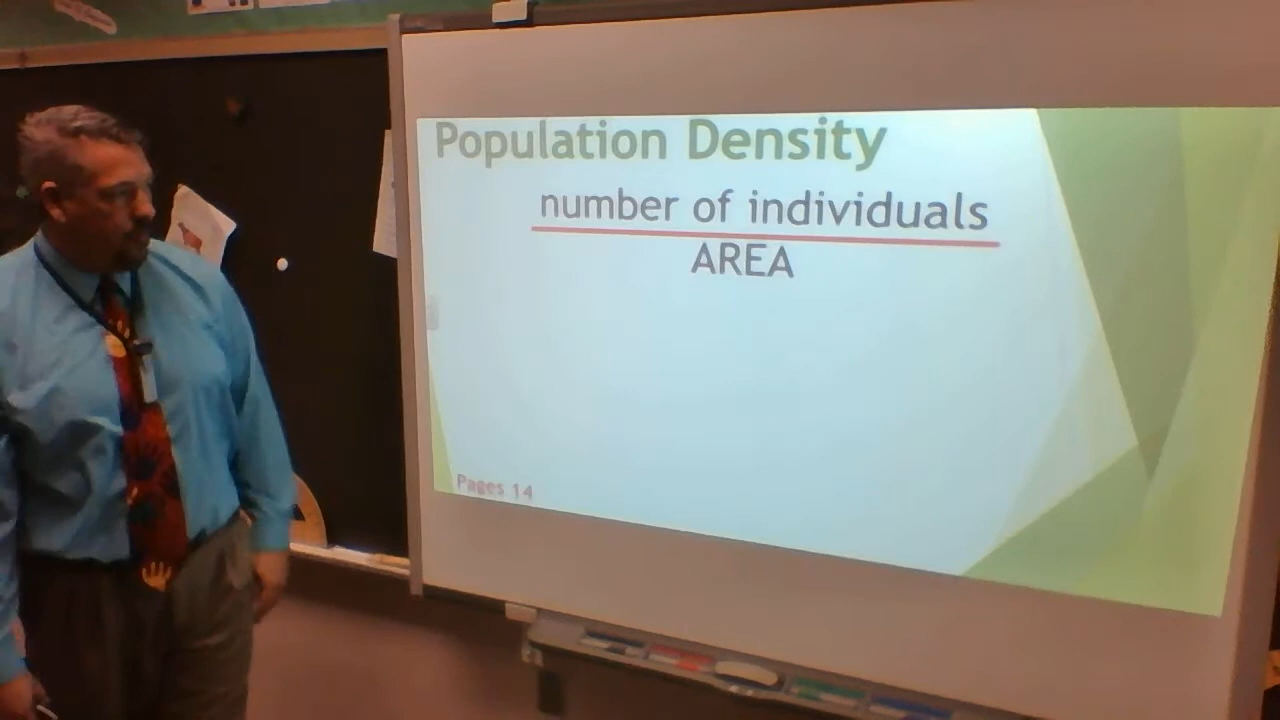 Population Density
number of individuals
AREA
Pages 14